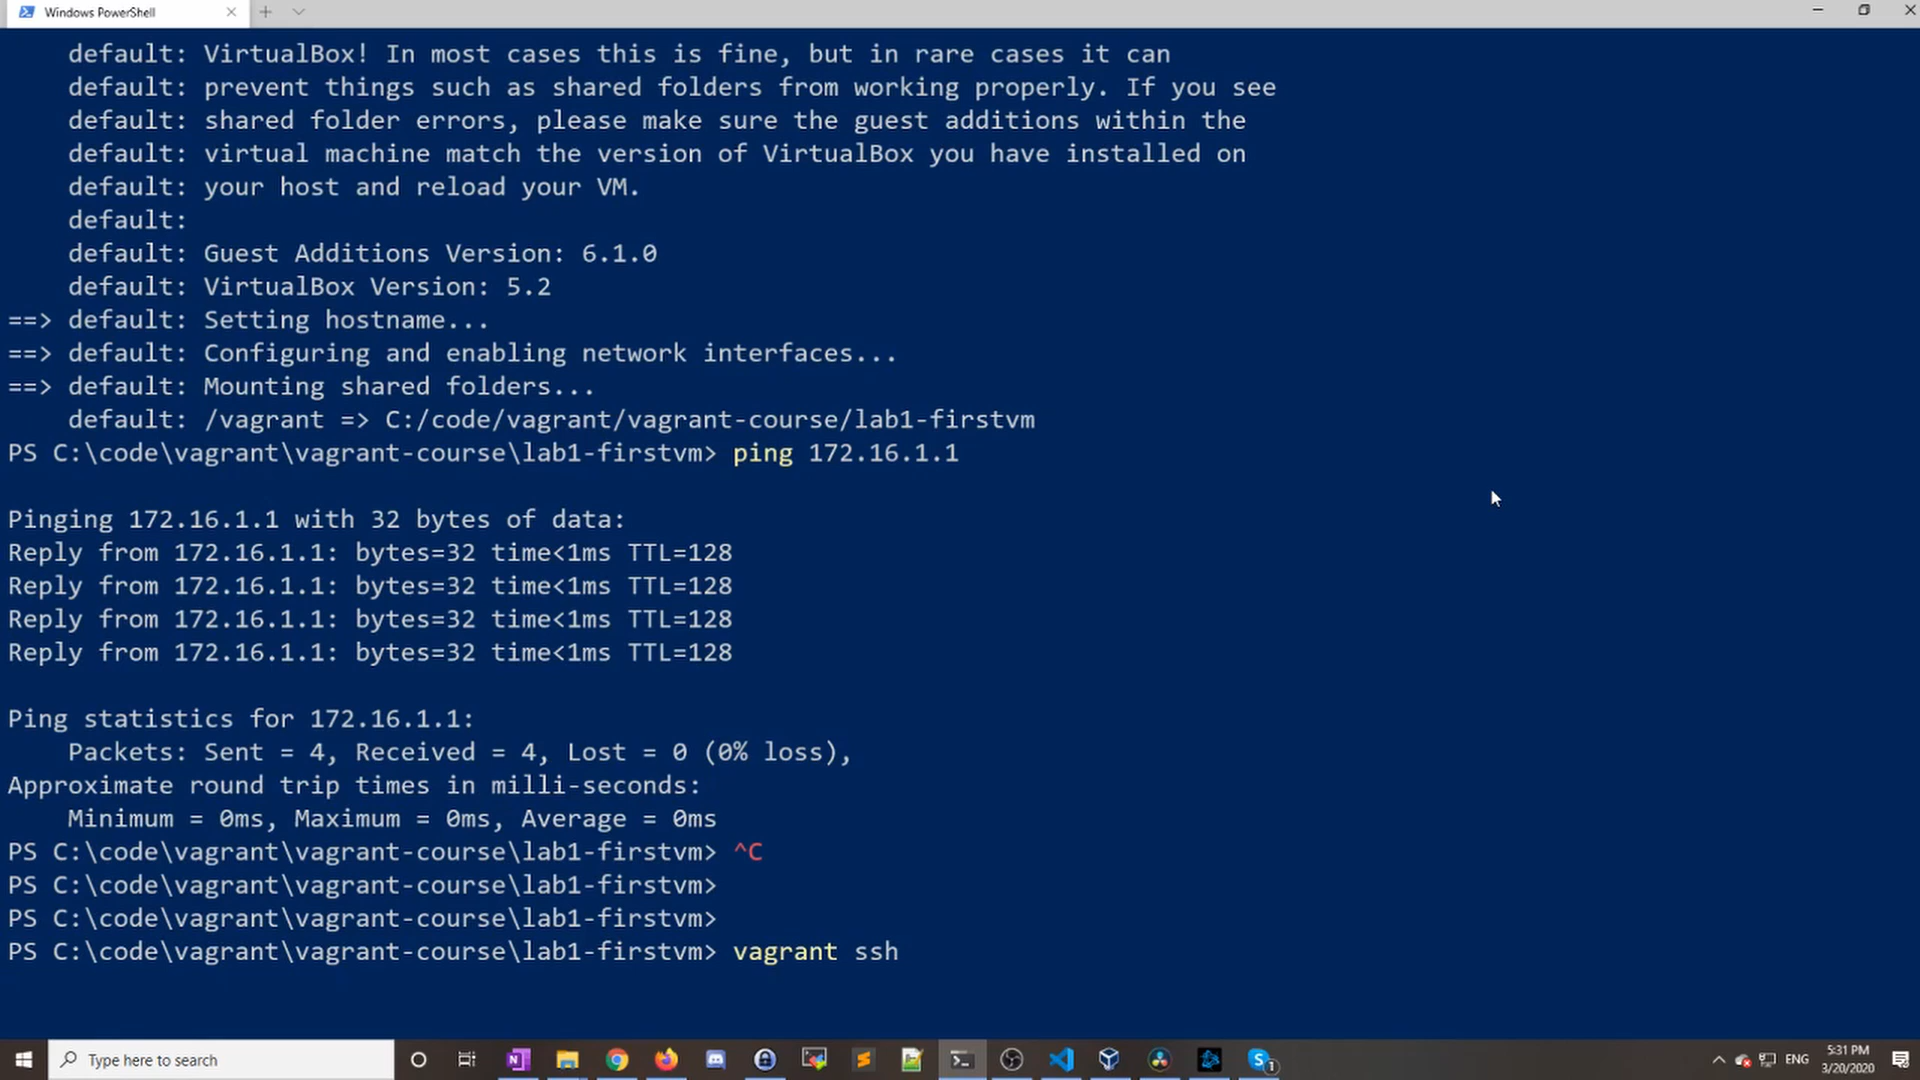 Windows PowerShell
default: VirtualBox! In most cases this is fine, but in rare cases it can
default: prevent things such as shared folders from working properly. If you see
default: shared folder errors, please make sure the guest additions within the
default: virtual machine match the version of VirtualBox you have installed on
default: your host and reload your VM.
default:
default: Guest Additions Version: 6.1.0
default: VirtualBox Version: 5.2
==> default: Setting hostname...
==> default: Configuring and enabling network interfaces...
==> default: Mounting shared folders...
default: /vagrant => C:/code/vagrant/vagrant-course/lab1-firstvm
PS C:\code\vagrant\vagrant-course\lab1-firstvm> ping 172.16.1.1
Pinging 172.16.1.1 with 32 bytes of data:
Reply from 172.16.1.1: bytes=32 time<1ms TTL=128
Reply from 172.16.1.1: bytes=32 time<1ms TTL=128
Reply from 172.16.1.1: bytes=32 time<1ms TTL=128
Reply from 172.16.1.1: bytes=32 time<1ms TTL=128
Ping statistics for 172.16.1.1:
Packets: Sent = 4, Received = 4, Lost = 0 (0% loss),
Approximate round trip times in milli-seconds:
Minimum = 0ms, Maximum = 0ms, Average = 0ms
PS C:\code\vagrant\vagrant-course\lab1-firstvm> ^C
PS C:\code\vagrant\vagrant-course\lab1-firstvm>
PS C:\code\vagrant\vagrant-course\lab1-firstvm>
PS C:\code\vagrant\vagrant-course\lab1-firstvm> vagrant ssh
Type here to search
ENG
5:31 PM
3/20/2020